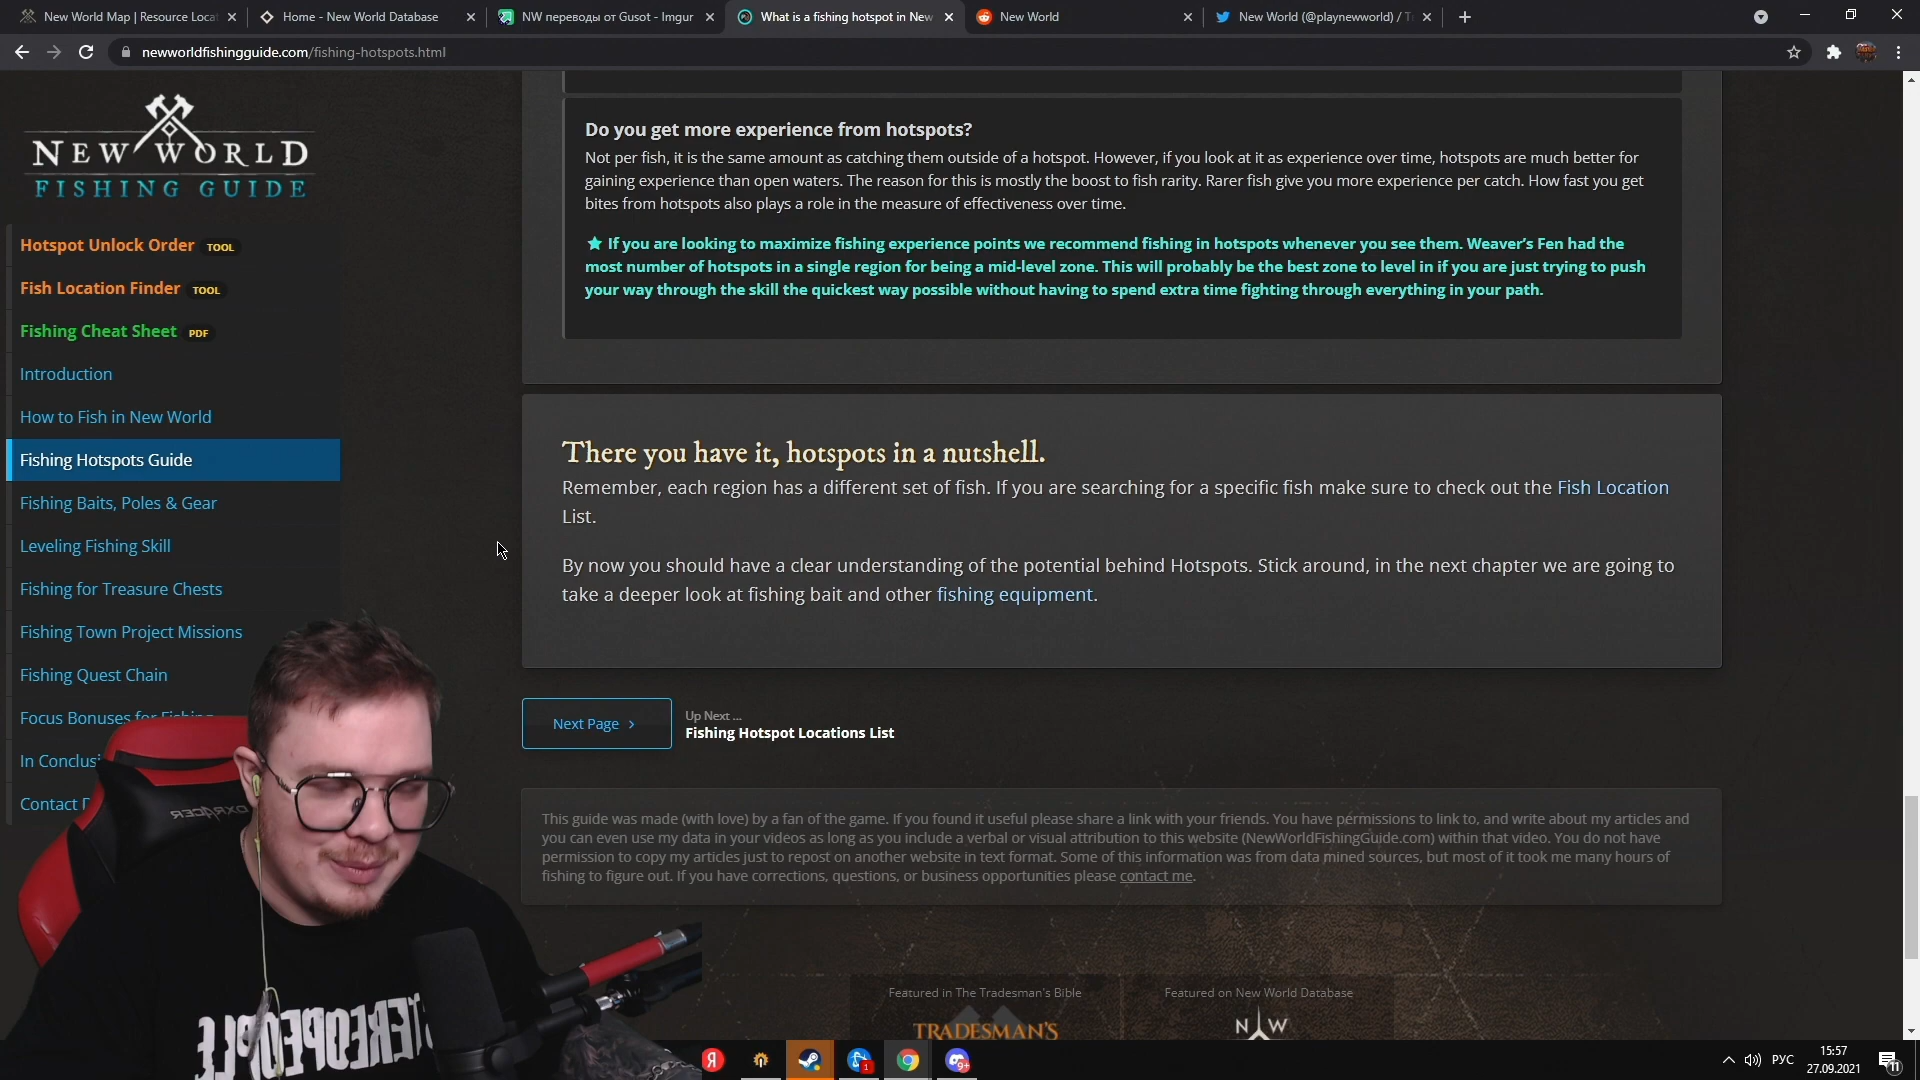 New World Map | Resource Locat
Home - New World Database
NW переводы от Gusot - Imgur
What is a fishing hotspot in New
New World
New World (@playnewworld) / T
newworldfishingguide.com/fishing-hotspots.html
NEW WORLD
FISHING GUIDE
Hotspot Unlock Order TOOL
Fish Location Finder TOOL
Fishing Cheat Sheet PDF
Introduction
How to Fish in New World
Fishing Hotspots Guide
Fishing Baits, Poles & Gear
Leveling Fishing Skill
Fishing for Treasure Chests
Fishing Town Project Missions
Fishing Quest Chain
Focus Bonuses for Fishing
In Conclusi
Contact
Do you get more experience from hotspots?
Not per fish, it is the same amount as catching them outside of a hotspot. However, if you look at it as experience over time, hotspots are much better for
gaining experience than open waters. The reason for this is mostly the boost to fish rarity. Rarer fish give you more experience per catch. How fast you get
bites from hotspots also plays a role in the measure of effectiveness over time.
★ If you are looking to maximize fishing experience points we recommend fishing in hotspots whenever you see them. Weaver's Fen had the
most number of hotspots in a single region for being a mid-level zone. This will probably be the best zone to level in if you are just trying to push
your way through the skill the quickest way possible without having to spend extra time fighting through everything in your path.
There you have it, hotspots in a nutshell.
Remember, each region has a different set of fish. If you are searching for a specific fish make sure to check out the Fish Location
List.
By now you should have a clear understanding of the potential behind Hotspots. Stick around, in the next chapter we are going to
take a deeper look at fishing bait and other fishing equipment.
Next Page ›
Up Next ...
Fishing Hotspot Locations List
This guide was made (with love) by a fan of the game. If you found it useful please share a link with your friends. You have permissions to link to, and write about my articles and
you can even use my data in your videos as long as you include a verbal or visual attribution to this website (NewWorldFishingGuide.com) within that video. You do not have
permission to copy my articles just to repost on another website in text format. Some of this information was from data mined sources, but most of it took me many hours of
fishing to figure out. If you have corrections, questions, or business opportunities please contact me.
Featured in The Tradesman's Bible
TRADESMAN'S
Featured on New World Database
N W
DXRACER
STEREOPEOPLE
Я
1
9+
РУС
15:57
27.09.2021
11